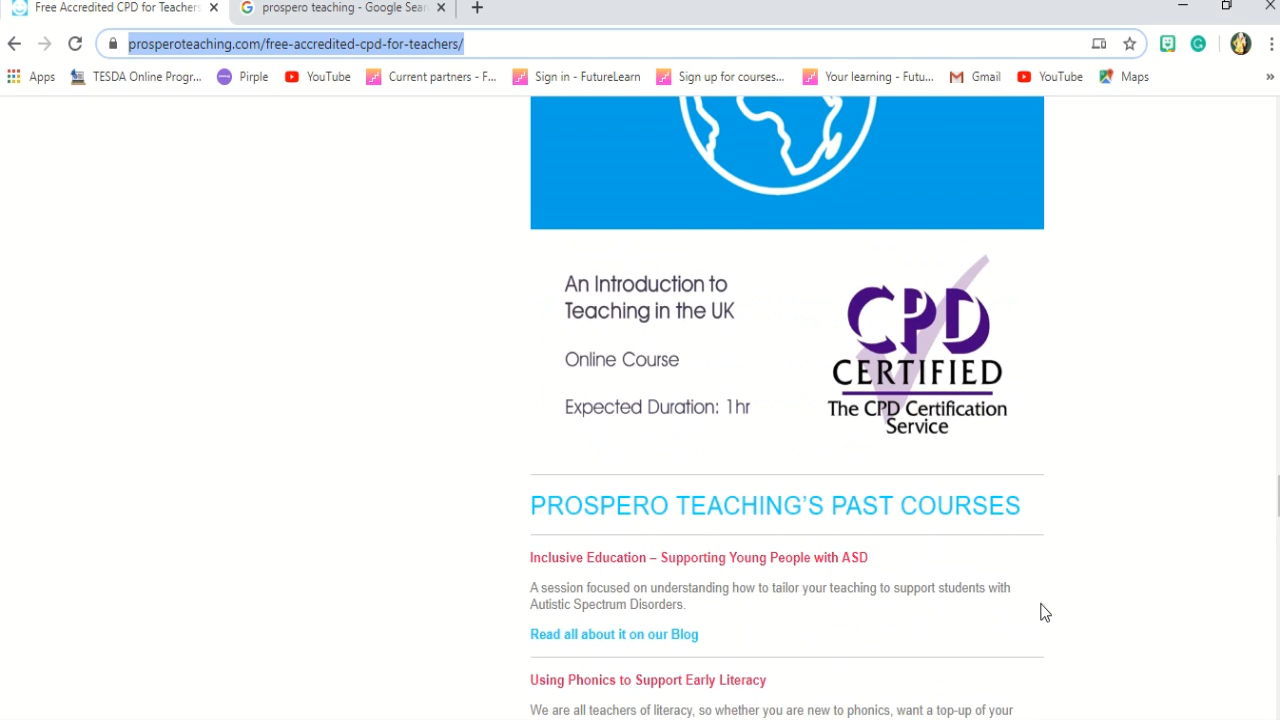 Free Accredited CPD for Teachers
prospero teaching - Google Sear
prosperoteaching.com/free-accredited-cpd-for-teachers/
Apps
TESDA Online Progr...
Pirple
YouTube
Current partners - F...
Sign in - FutureLearn
Sign up for courses...
Your learning - Futu...
Gmail
YouTube
Maps
»
An Introduction to
Teaching in the UK
Online Course
Expected Duration: 1hr
CPD
CERTIFIED
The CPD Certification
Service
PROSPERO TEACHING’S PAST COURSES
Inclusive Education – Supporting Young People with ASD
A session focused on understanding how to tailor your teaching to support students with
Autistic Spectrum Disorders.
Read all about it on our Blog
Using Phonics to Support Early Literacy
We are all teachers of literacy, so whether you are new to phonics, want a top-up of your